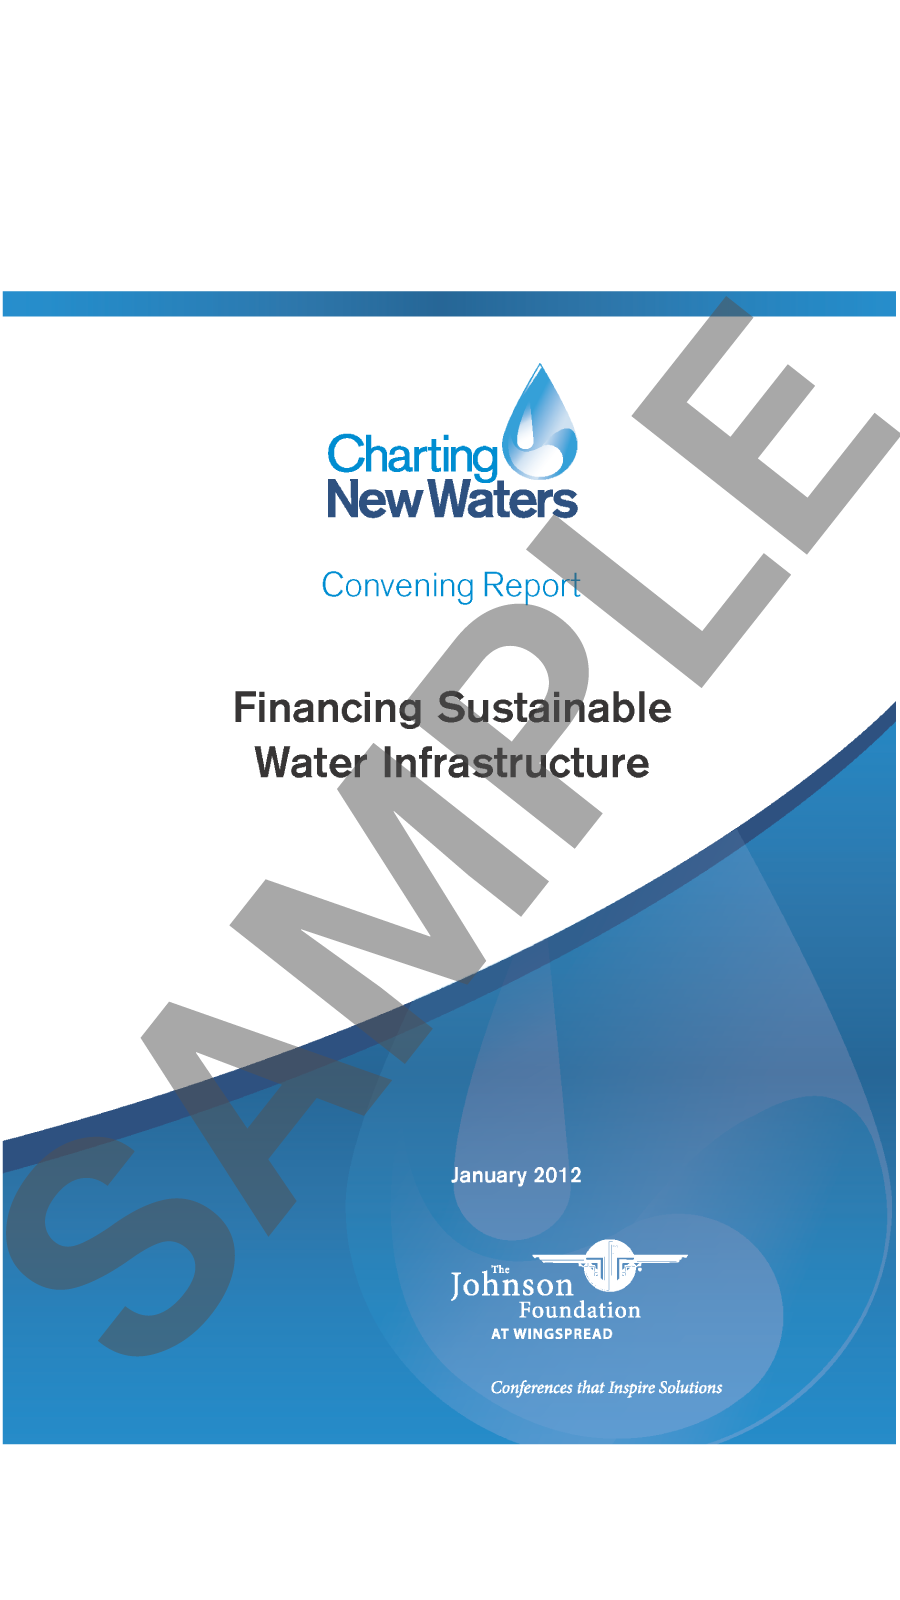 Charting
New Waters
Convening Report
Financing Sustainable
Water Infrastructure
SAMPLE
January 2012
The
Johnson
Foundation
AT WINGSPREAD
Conferences that Inspire Solutions